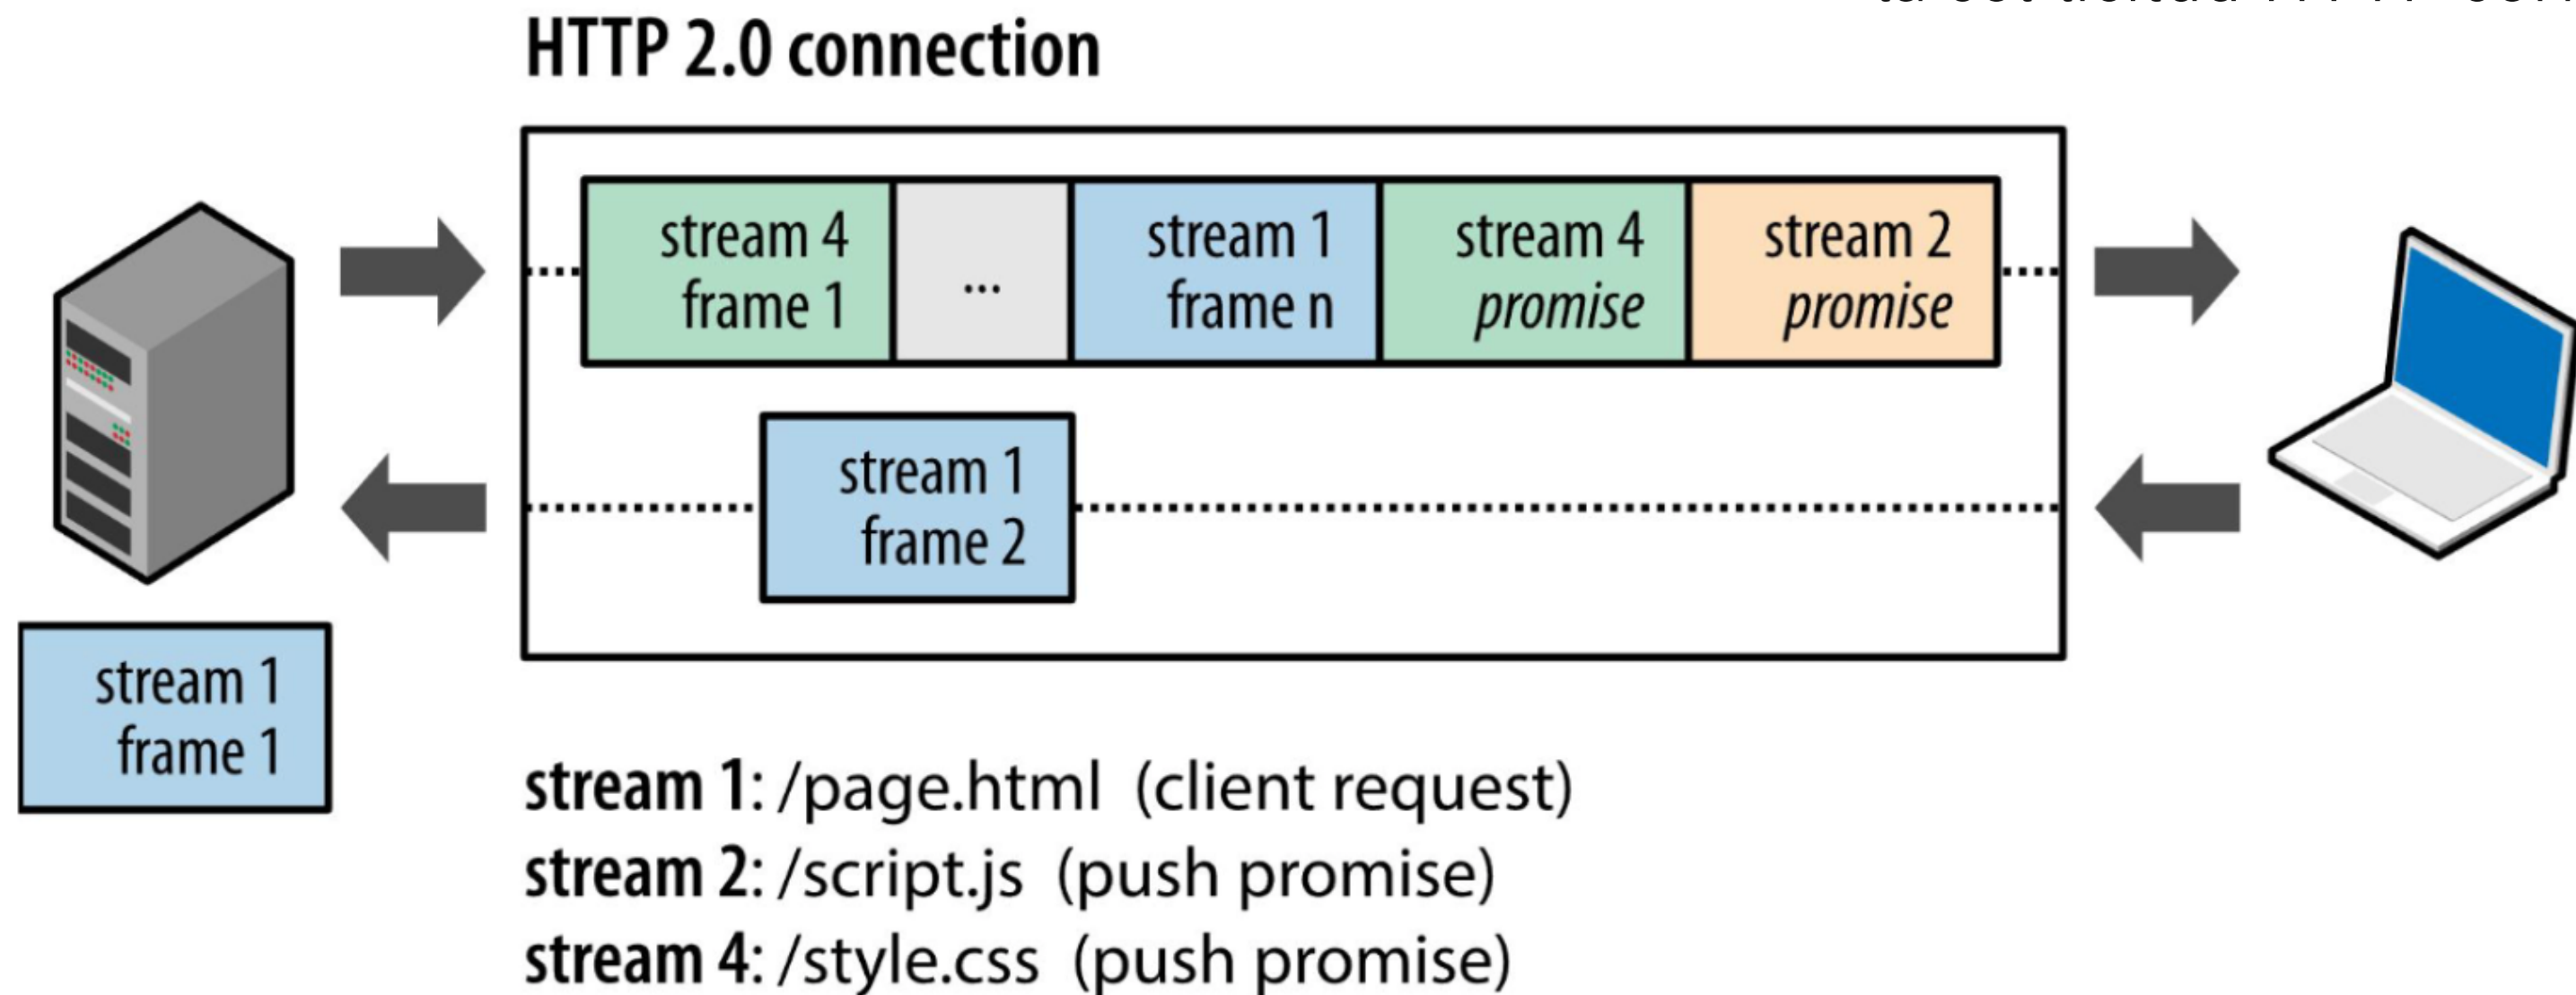 HTTP 2.0 connection
stream 4
frame 1
...
stream 1
frame n
stream 4
promise
stream 2
promise
stream 1
frame 2
stream 1
frame 1
stream 1: /page.html (client request)
stream 2: /script.js (push promise)
stream 4: /style.css (push promise)